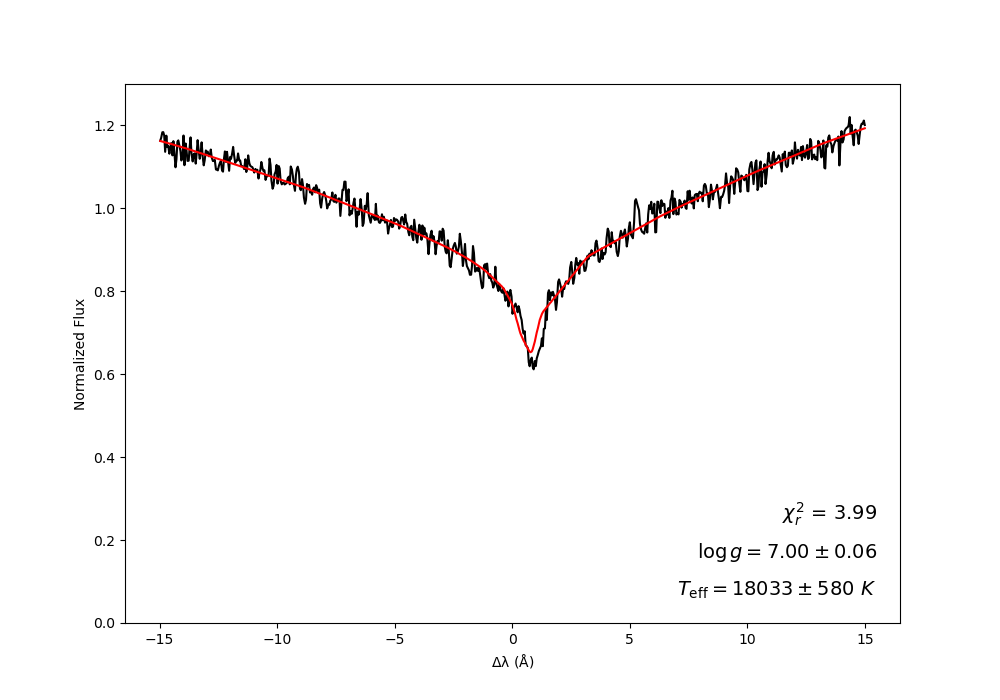 Normalized Flux
1.2
1.0
0.8
0.6
0.4
0.2
0.0
χ²ᵣ = 3.99
log g = 7.00 ± 0.06
T_eff = 18033 ± 580 K
−15
−10
−5
0
5
10
15
Δλ (Å)